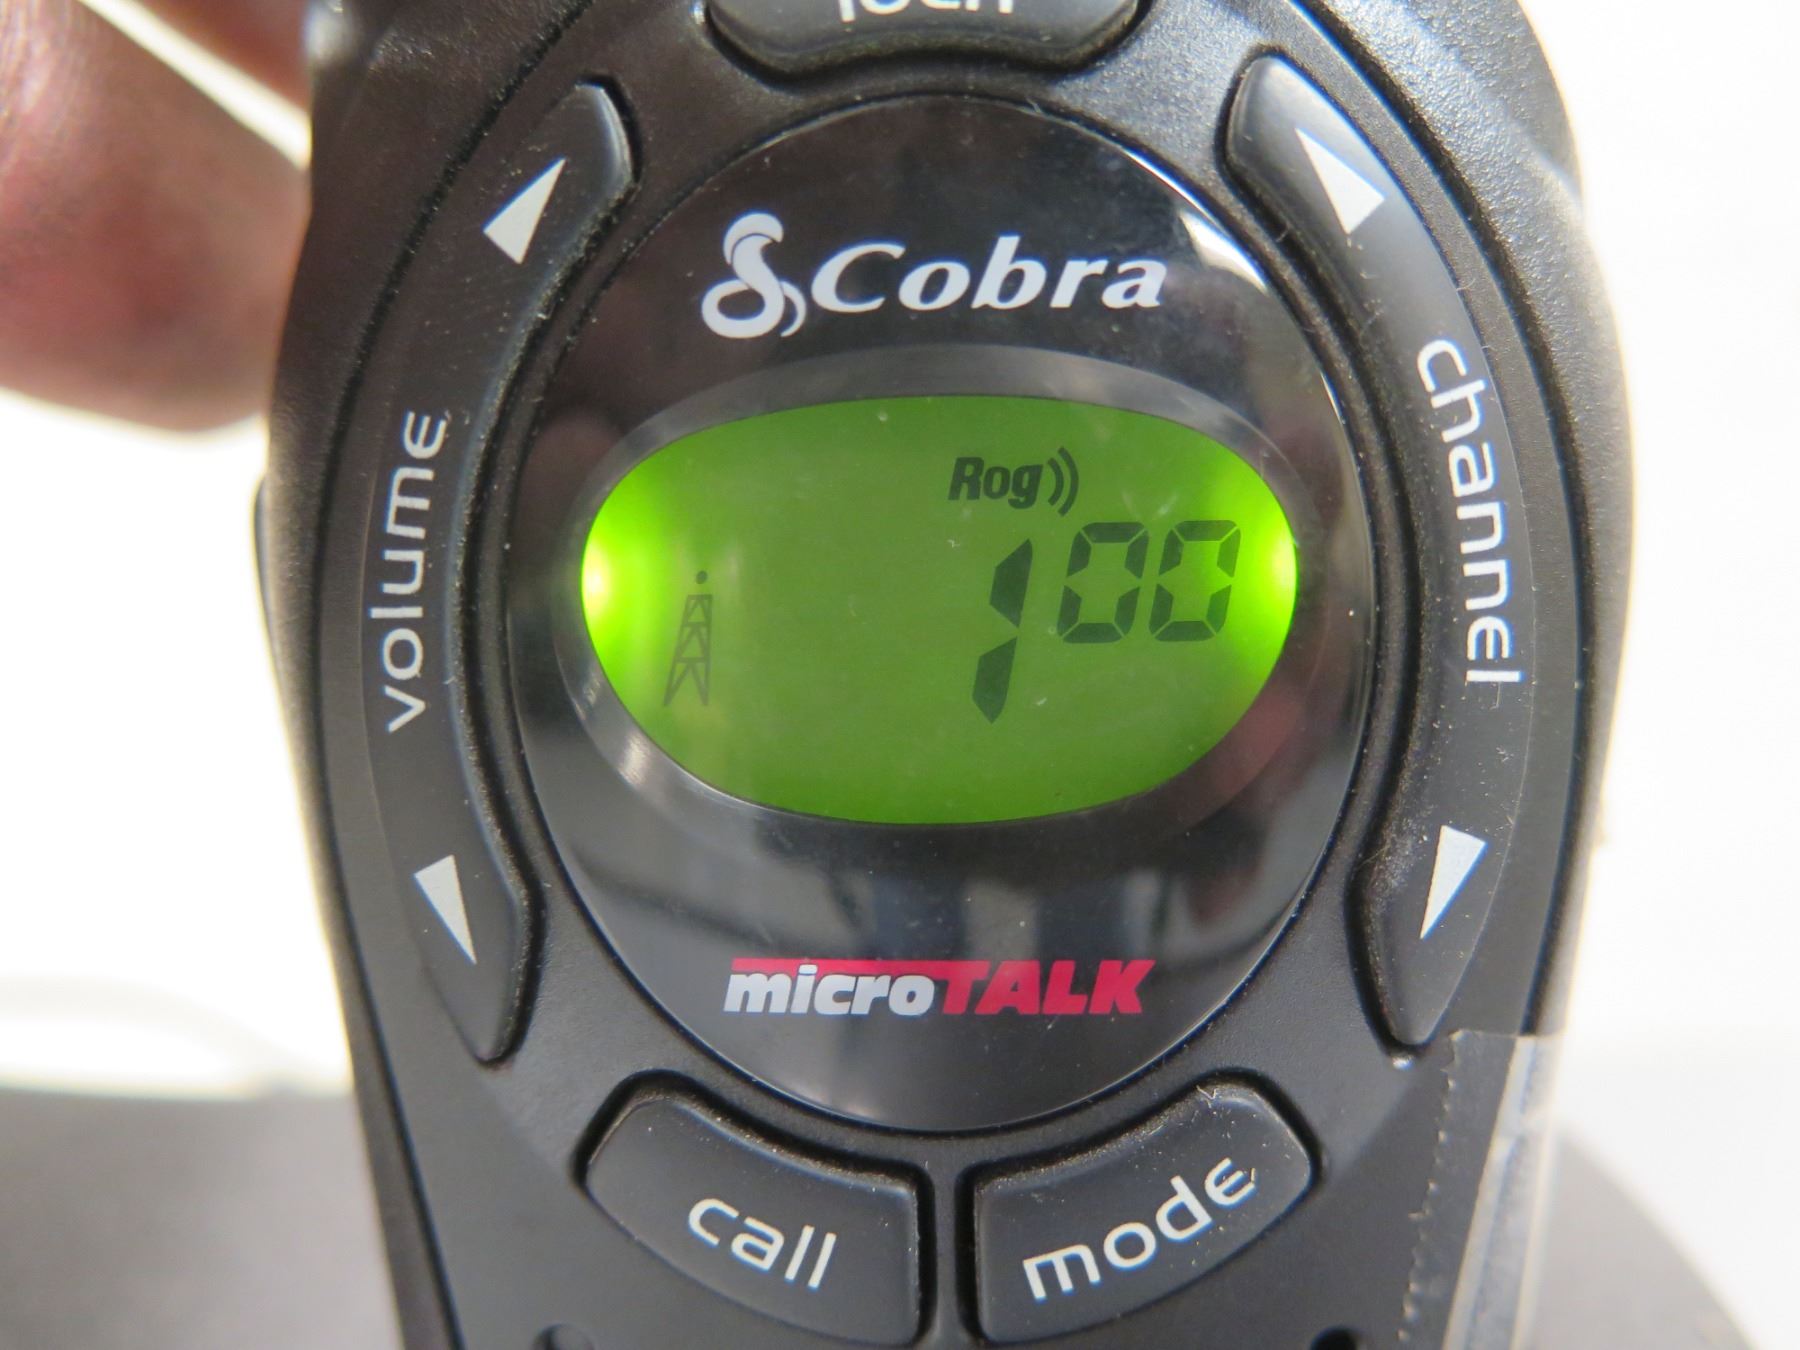 Cobra
volume
channel
Rog
1 00
microTALK
call
mode